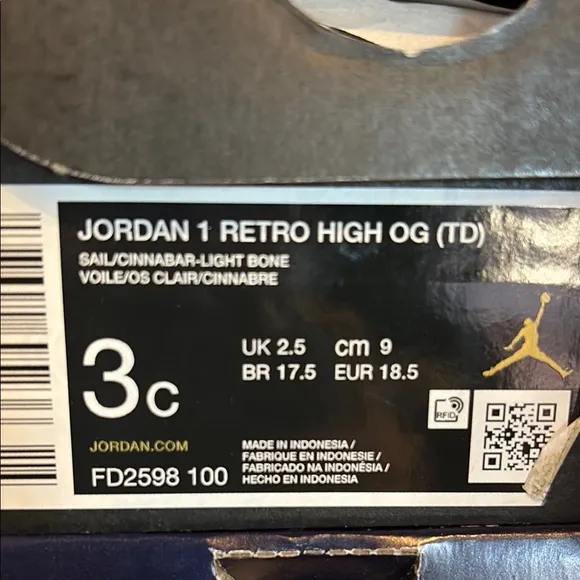 JORDAN 1 RETRO HIGH OG (TD)
SAIL/CINNABAR-LIGHT BONE
VOILE/OS CLAIR/CINNABRE
3C
UK 2.5 cm 9
BR 17.5 EUR 18.5
RFID
JORDAN.COM
FD2598 100
MADE IN INDONESIA /
FABRIQUE EN INDONESIE/
FABRICADO NA INDONÉSIA /
HECHO EN INDONESIA